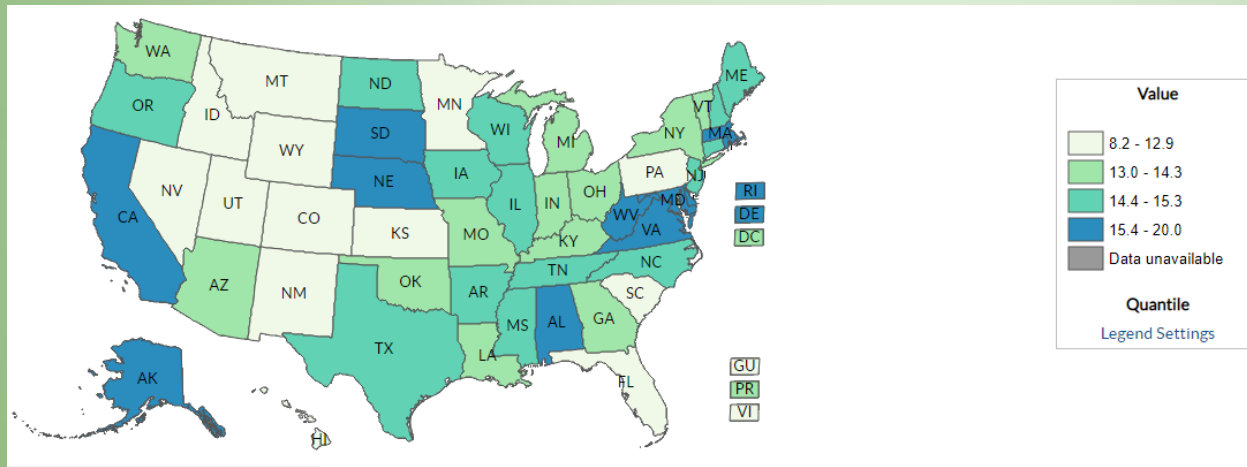 WA
MT
ND
MN
ME
OR
ID
SD
WI
VT
MI
NY
MA
WY
IA
PA
NJ
NE
NV
UT
IL
IN
OH
MD
RI
CA
CO
KS
MO
WV
VA
DE
KY
DC
AZ
NM
OK
AR
TN
NC
MS
AL
GA
SC
TX
LA
AK
FL
GU
PR
VI
HI
Value
8.2 - 12.9
13.0 - 14.3
14.4 - 15.3
15.4 - 20.0
Data unavailable
Quantile
Legend Settings